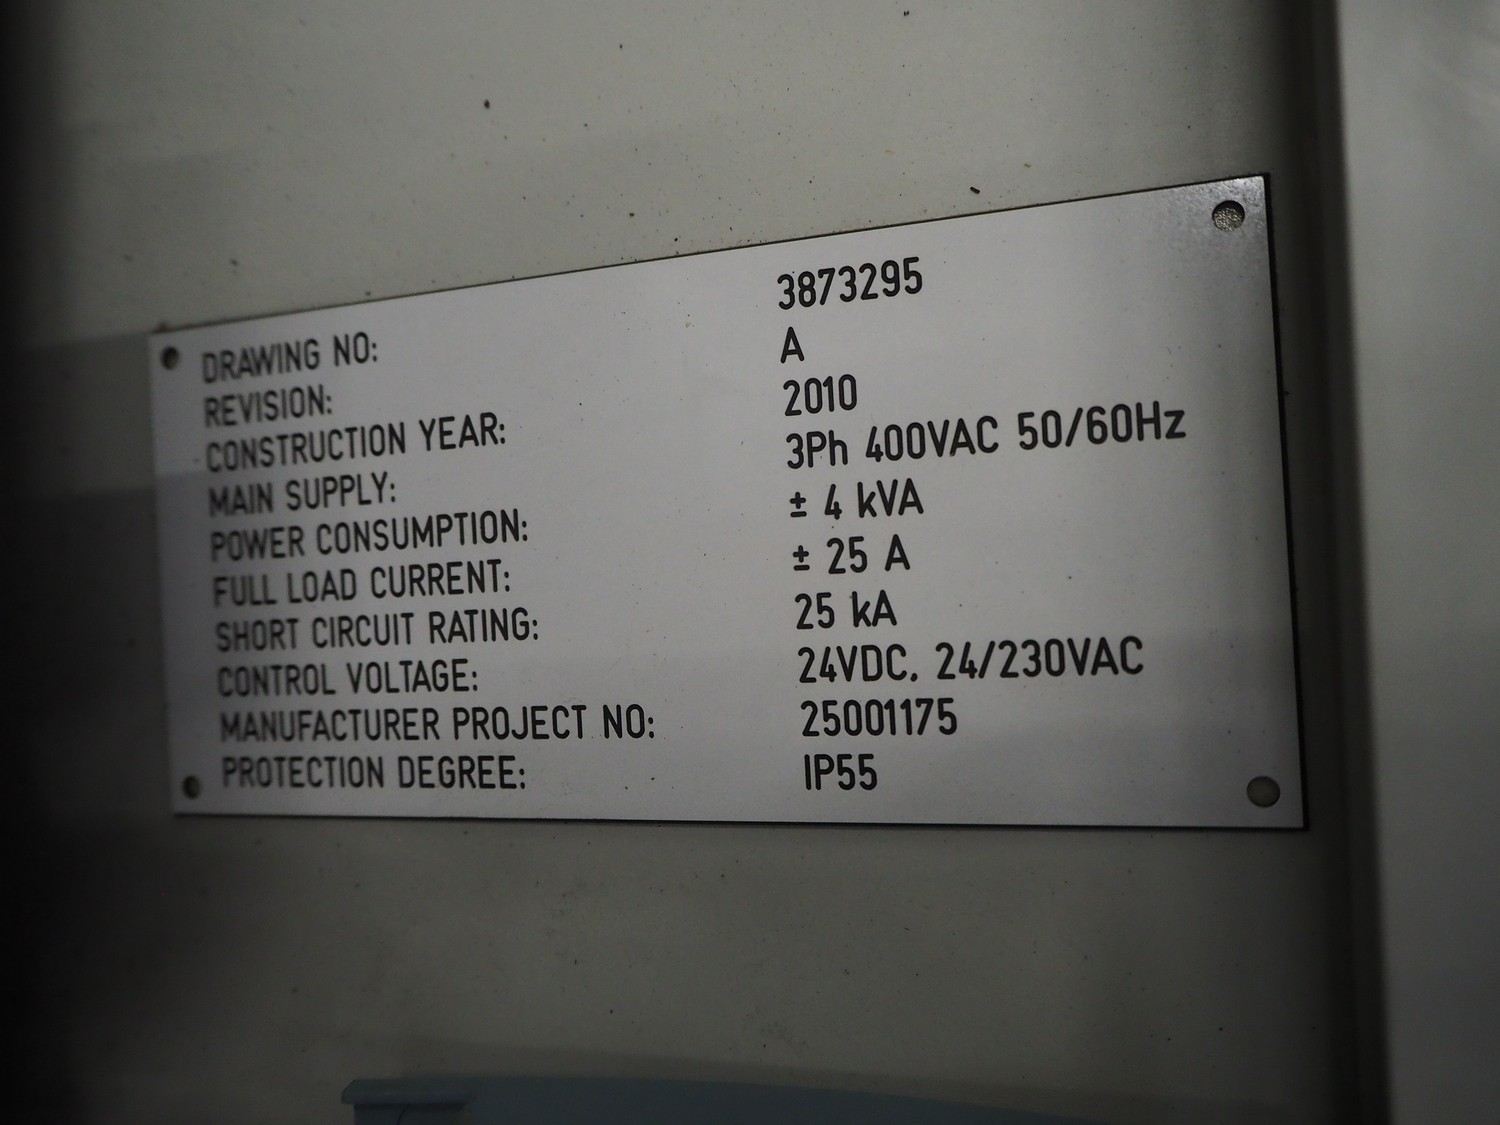 DRAWING NO: 3873295
REVISION: A
CONSTRUCTION YEAR: 2010
MAIN SUPPLY: 3Ph 400VAC 50/60Hz
POWER CONSUMPTION: ± 4 kVA
FULL LOAD CURRENT: ± 25 A
SHORT CIRCUIT RATING: 25 kA
CONTROL VOLTAGE: 24VDC. 24/230VAC
MANUFACTURER PROJECT NO: 25001175
PROTECTION DEGREE: IP55